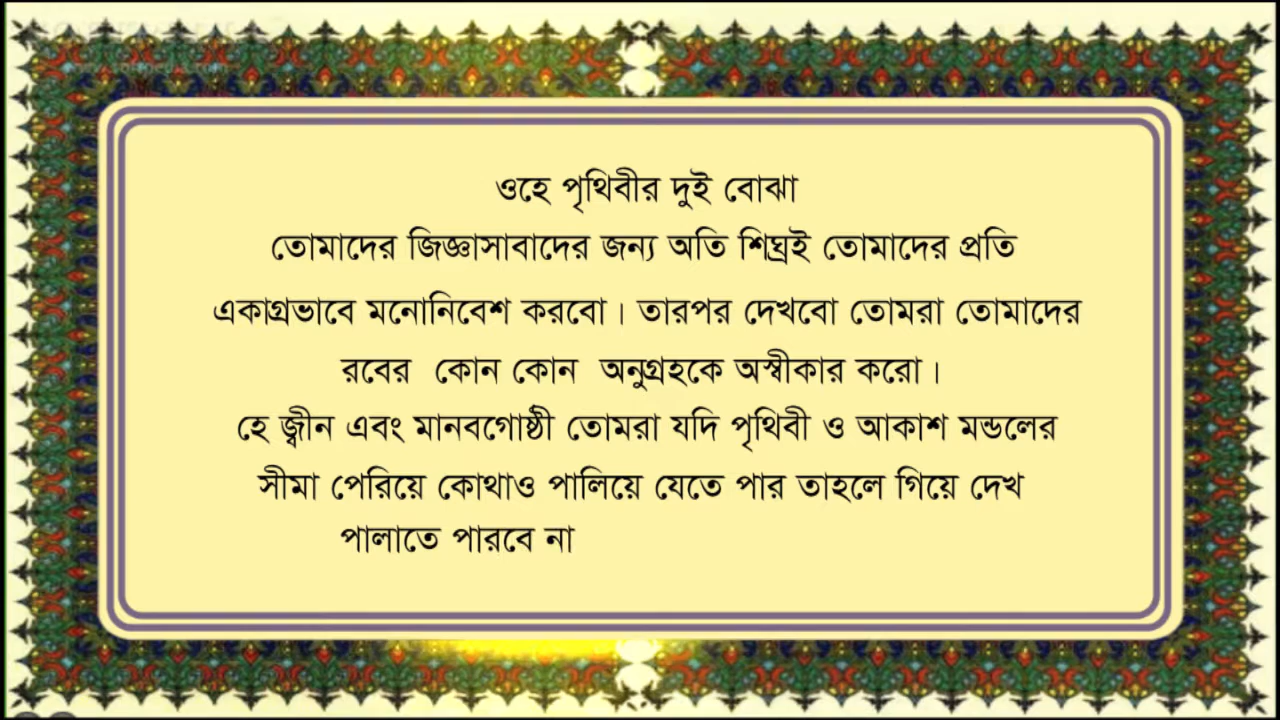 ওহে পৃথিবীর দুই বোঝা
তোমাদের জিজ্ঞাসাবাদের জন্য অতি শিঘ্রই তোমাদের প্রতি
একাগ্রভাবে মনোনিবেশ করবো। তারপর দেখবো তোমরা তোমাদের
রবের কোন কোন অনুগ্রহকে অস্বীকার করো।
হে জ্বীন এবং মানবগোষ্ঠী তোমরা যদি পৃথিবী ও আকাশ মন্ডলের
সীমা পেরিয়ে কোথাও পালিয়ে যেতে পার তাহলে গিয়ে দেখ
পালাতে পারবে না